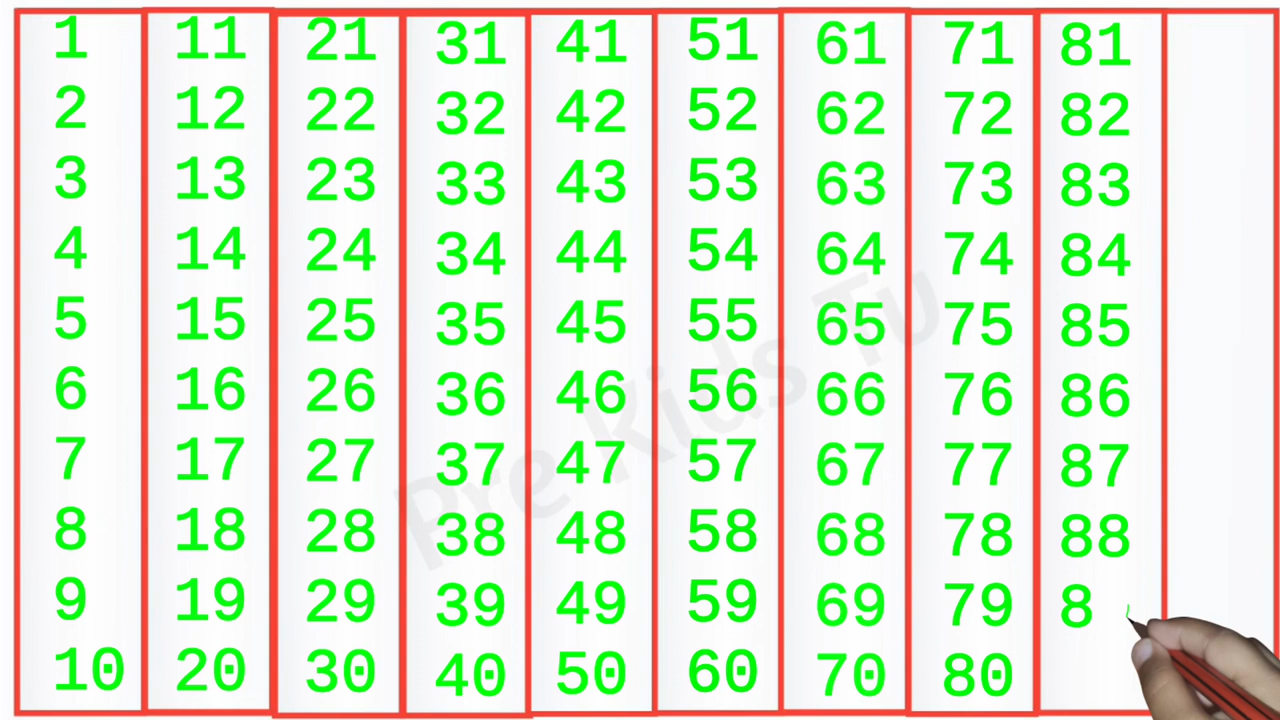 1 11 21 31 41 51 61 71 81
2 12 22 32 42 52 62 72 82
3 13 23 33 43 53 63 73 83
4 14 24 34 44 54 64 74 84
5 15 25 35 45 55 65 75 85
6 16 26 36 46 56 66 76 86
7 17 27 37 47 57 67 77 87
8 18 28 38 48 58 68 78 88
9 19 29 39 49 59 69 79 8
10 20 30 40 50 60 70 80
Pre Kids Tu